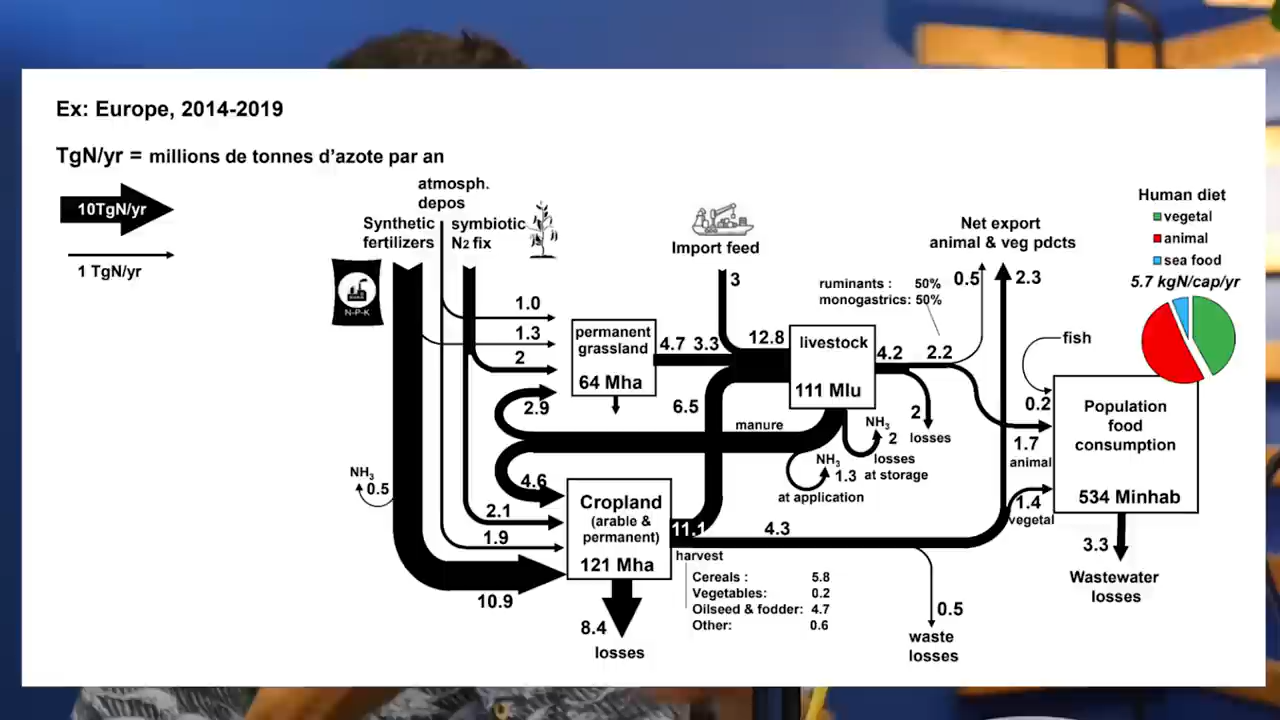 Ex: Europe, 2014-2019
TgN/yr = millions de tonnes d'azote par an
10TgN/yr
1 TgN/yr
atmosph.
depos
Synthetic
fertilizers
symbiotic
N2 fix
N-P-K
Import feed
3
Net export
animal & veg pdcts
0.5
2.3
Human diet
vegetal
animal
sea food
5.7 kgN/cap/yr
ruminants : 50%
monogastrics: 50%
1.0
1.3
2
2.9
permanent
grassland
64 Mha
4.7
3.3
12.8
6.5
livestock
111 Mlu
4.2
2.2
2
losses
fish
0.2
Population
food
consumption
534 Minhab
1.7
animal
1.4
vegetal
3.3
Wastewater
losses
manure
NH3
2
losses
at storage
NH3
1.3
at application
NH3
0.5
4.6
2.1
1.9
10.9
Cropland
(arable &
permanent)
121 Mha
11.1
harvest
4.3
Cereals : 5.8
Vegetables: 0.2
Oilseed & fodder: 4.7
Other: 0.6
8.4
losses
0.5
waste
losses